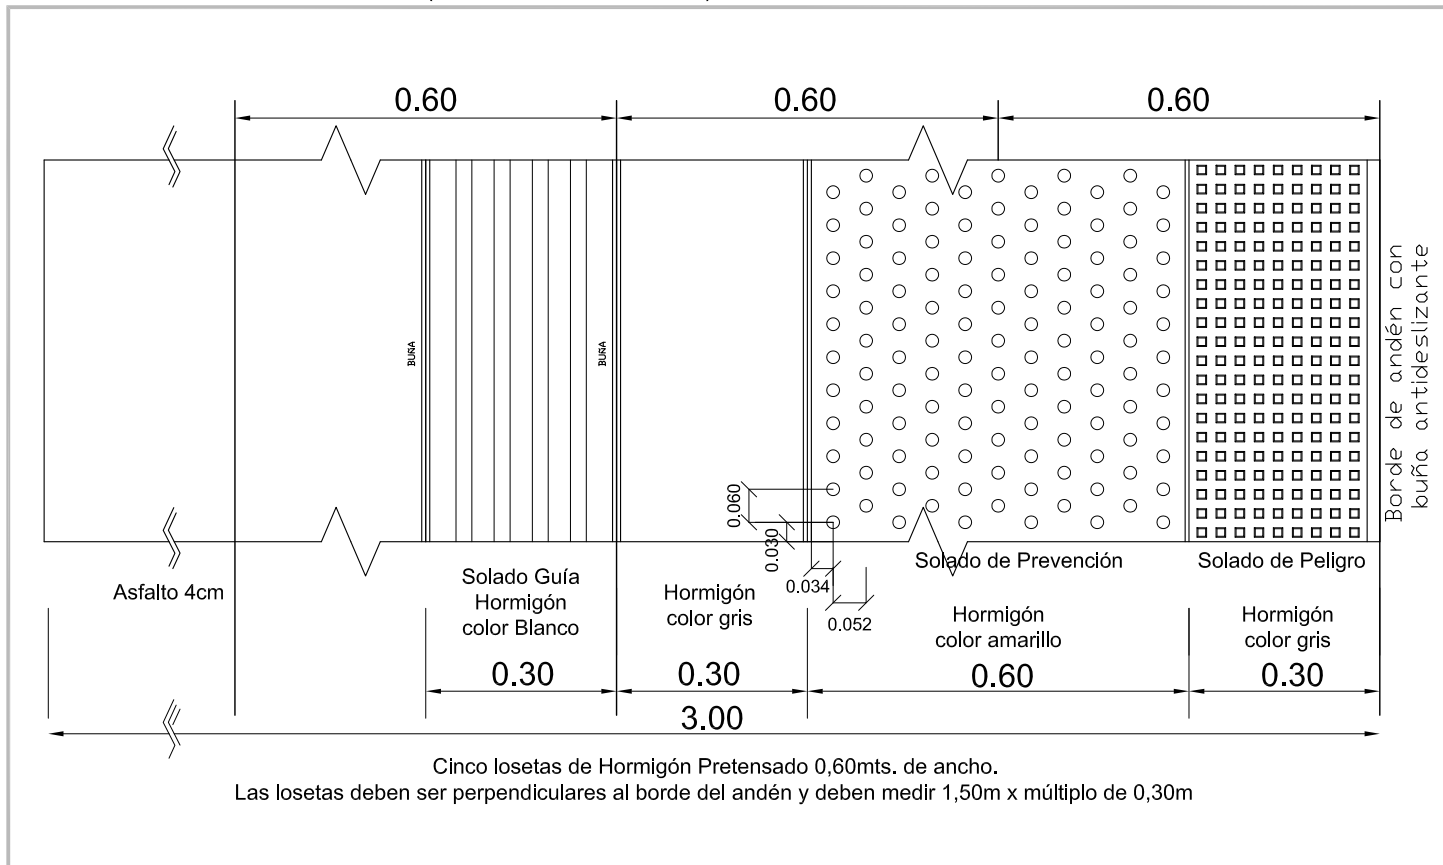 0.60
0.60
0.60
BUÑA
BUÑA
Borde de andén con
buña antideslizante
0.060
0.030
0.034
0.052
Asfalto 4cm
Solado Guía
Hormigón
color Blanco
Hormigón
color gris
Solado de Prevención
Hormigón
color amarillo
Solado de Peligro
Hormigón
color gris
0.30
0.30
0.60
0.30
3.00
Cinco losetas de Hormigón Pretensado 0,60mts. de ancho.
Las losetas deben ser perpendiculares al borde del andén y deben medir 1,50m x múltiplo de 0,30m